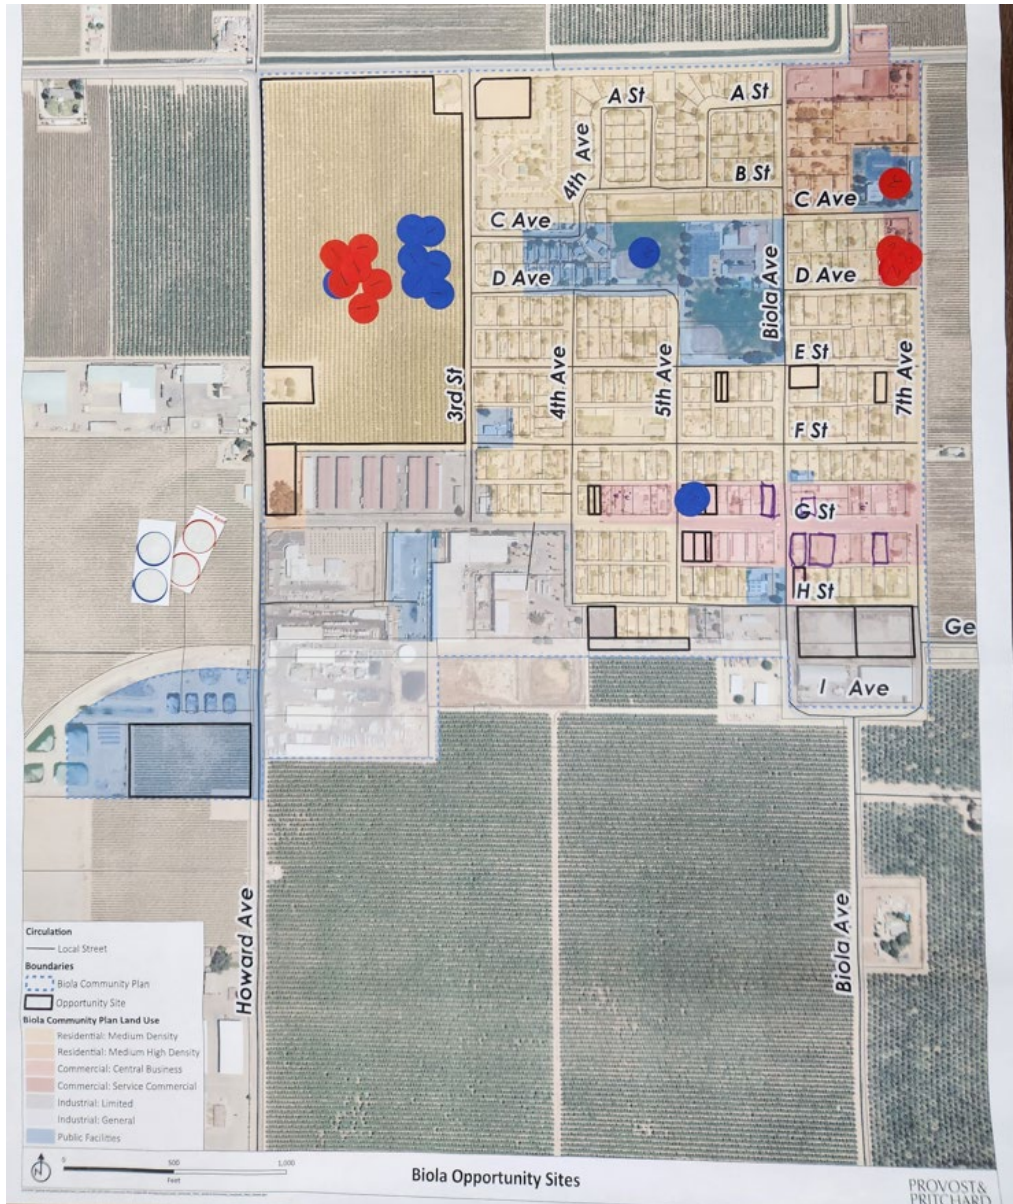 A St
A St
4th Ave
B St
C Ave
C Ave
D Ave
Biola Ave
D Ave
3rd St
4th Ave
5th Ave
E St
7th Ave
F St
G St
H St
Ge
I Ave
Howard Ave
Biola Ave
Circulation
Local Street
Boundaries
Biola Community Plan
Opportunity Site
Biola Community Plan Land Use
Residential: Medium Density
Residential: Medium High Density
Commercial: Central Business
Commercial: Service Commercial
Industrial: Limited
Industrial: General
Public Facilities
N
0 500 1,000
Feet
Biola Opportunity Sites
PROVOST&
PRITCHARD